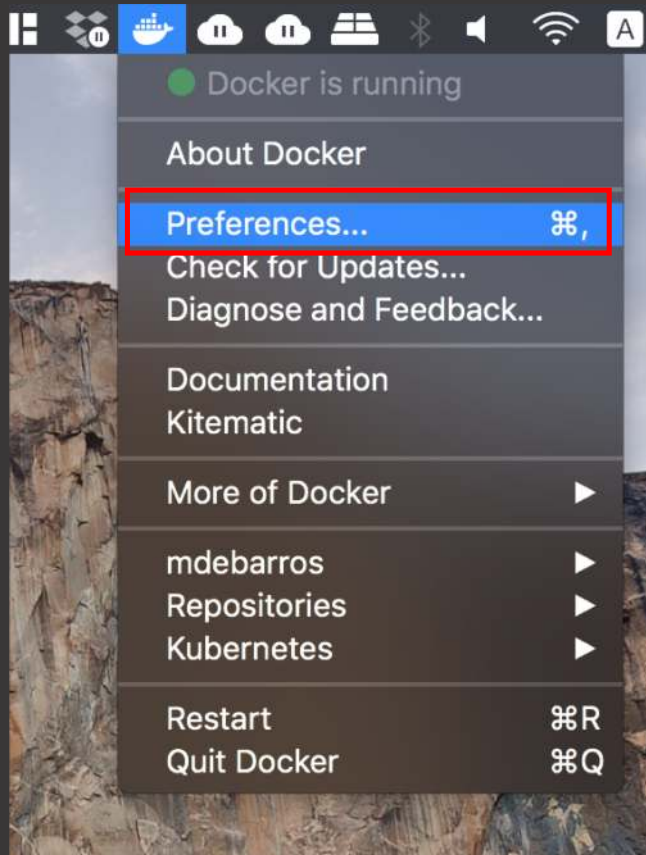 A
Docker is running
About Docker
Preferences... ⌘,
Check for Updates...
Diagnose and Feedback...
Documentation
Kitematic
More of Docker
mdebarros
Repositories
Kubernetes
Restart ⌘R
Quit Docker ⌘Q